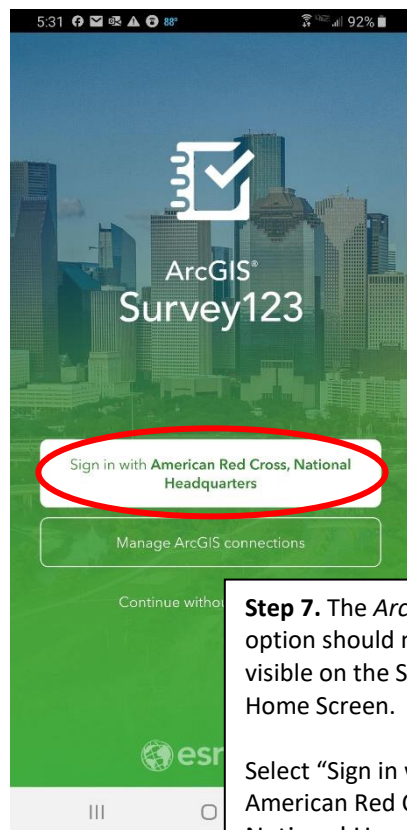 5:31 88° 92%
ArcGIS®
Survey123
Sign in with American Red Cross, National
Headquarters
Manage ArcGIS connections
Continue
Step 7. The
option should
visible on the
Home Screen.
Select “Sign in
American Red